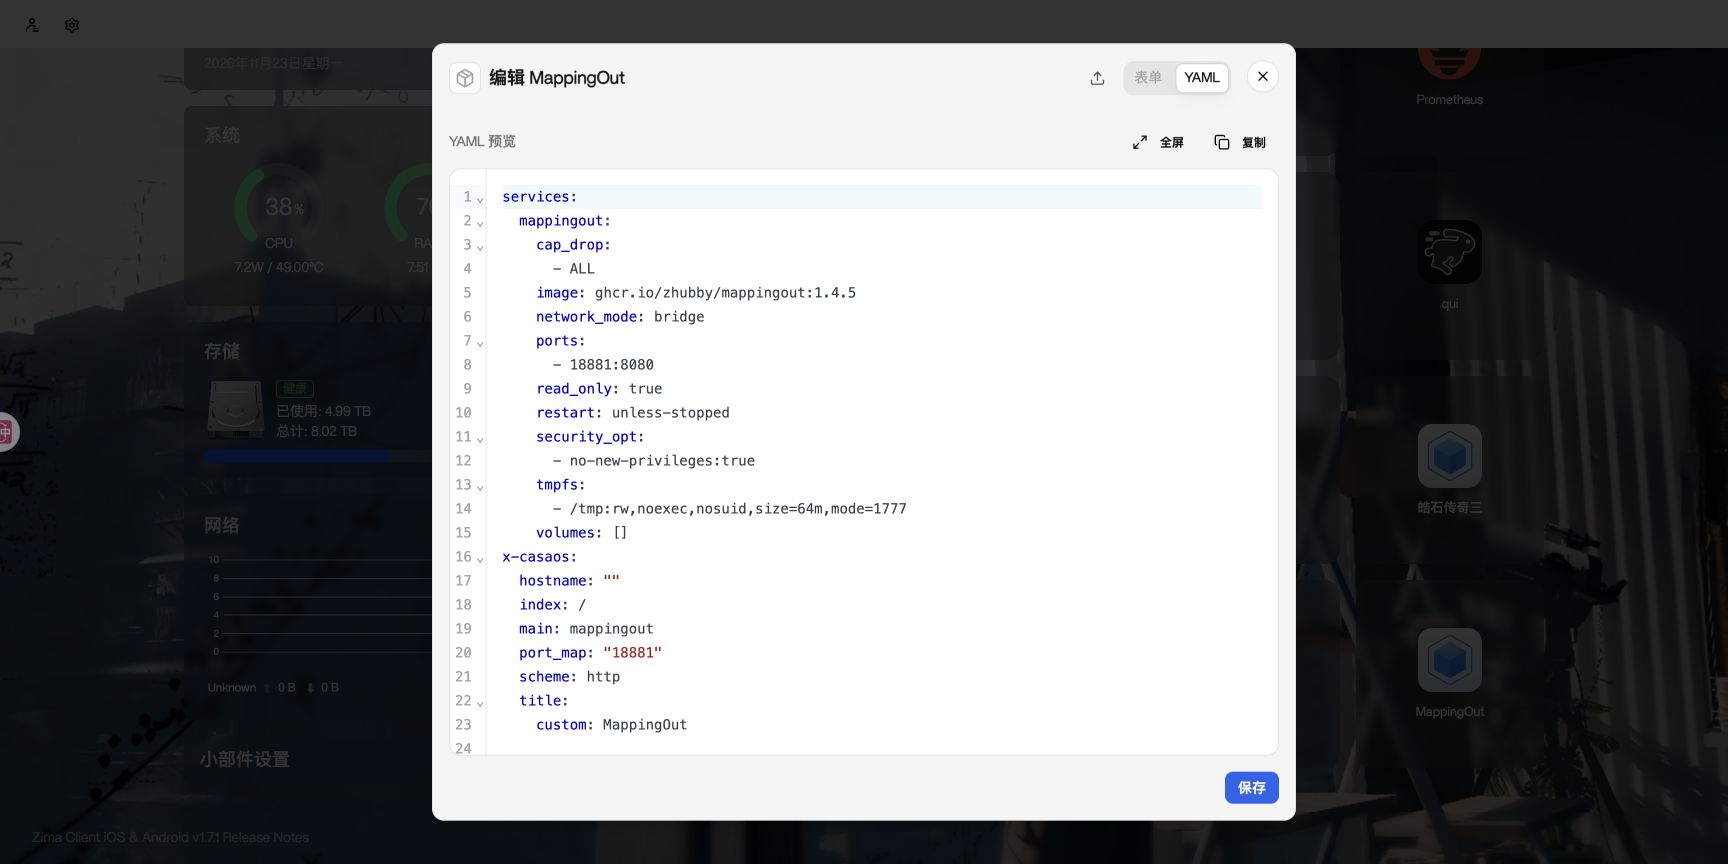 2026年11月23日星期一
系统
38%
CPU
7.2W / 49.00°C
7.51
存储
健康
已使用: 4.99 TB
总计: 8.02 TB
网络
10
8
6
4
2
0
Unknown 0 B 0 B
小部件设置
Zima Client iOS & Android v1.7.1 Release Notes
编辑 MappingOut
表单
YAML
YAML 预览
全屏
复制
1 services:
2   mappingout:
3     cap_drop:
4       - ALL
5     image: ghcr.io/zhubby/mappingout:1.4.5
6     network_mode: bridge
7     ports:
8       - 18881:8080
9     read_only: true
10     restart: unless-stopped
11     security_opt:
12       - no-new-privileges:true
13     tmpfs:
14       - /tmp:rw,noexec,nosuid,size=64m,mode=1777
15     volumes: []
16 x-casaos:
17   hostname: ""
18   index: /
19   main: mappingout
20   port_map: "18881"
21   scheme: http
22   title:
23     custom: MappingOut
24
保存
Prometheus
qui
皓石传奇三
MappingOut